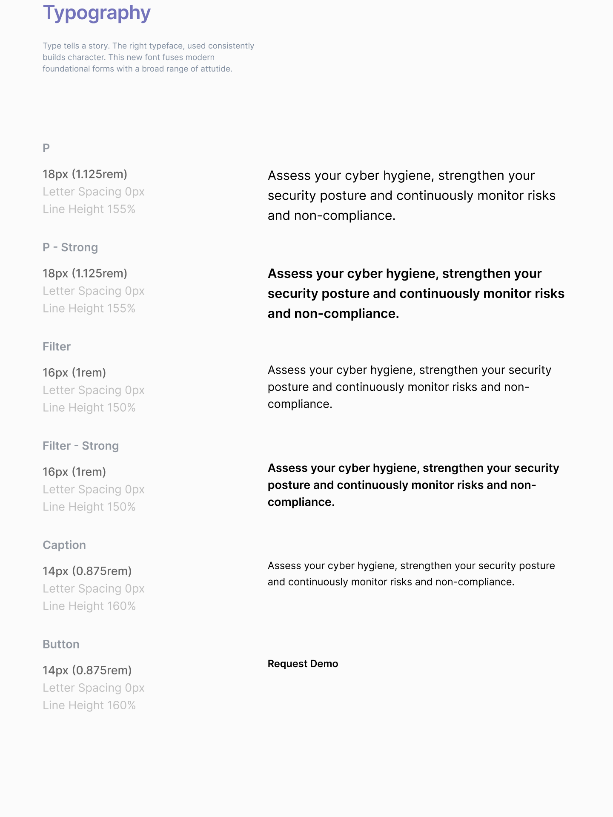 Typography
Type tells a story. The right typeface, used consistently
builds character. This new font fuses modern
foundational forms with a broad range of attutide.
P
18px (1.125rem)
Letter Spacing 0px
Line Height 155%
Assess your cyber hygiene, strengthen your
security posture and continuously monitor risks
and non-compliance.
P - Strong
18px (1.125rem)
Letter Spacing 0px
Line Height 155%
Assess your cyber hygiene, strengthen your
security posture and continuously monitor risks
and non-compliance.
Filter
16px (1rem)
Letter Spacing 0px
Line Height 150%
Assess your cyber hygiene, strengthen your security
posture and continuously monitor risks and non-
compliance.
Filter - Strong
16px (1rem)
Letter Spacing 0px
Line Height 150%
Assess your cyber hygiene, strengthen your security
posture and continuously monitor risks and non-
compliance.
Caption
14px (0.875rem)
Letter Spacing 0px
Line Height 160%
Assess your cyber hygiene, strengthen your security posture
and continuously monitor risks and non-compliance.
Button
14px (0.875rem)
Letter Spacing 0px
Line Height 160%
Request Demo